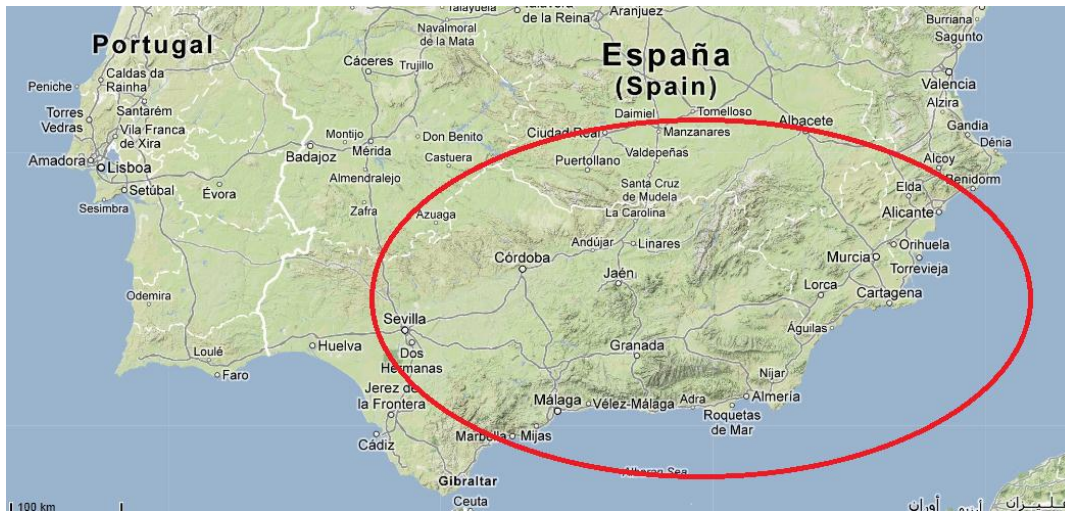 Talayuela
de la Reina
Aranjuez
Burriana
Portugal
Navalmoral
de la Mata
España
(Spain)
Sagunto
Cáceres
Trujillo
Caldas da
Rainha
Peniche
Valencia
Santarém
Daimiel
Tomelloso
Alzira
Torres
Vedras
Vila Franca
de Xira
Montijo
Mérida
Don Benito
Ciudad Real
Manzanares
Albacete
Gandia
Dénia
Amadora
Lisboa
Badajoz
Castuera
Puertollano
Valdepeñas
Alcoy
Setúbal
Évora
Almendralejo
Santa Cruz
de Mudela
Elda
Benidorm
Sesimbra
Zafra
Azuaga
La Carolina
Alicante
Andújar
Linares
Orihuela
Córdoba
Jaén
Murcia
Torrevieja
Odemira
Lorca
Cartagena
Sevilla
Águilas
Huelva
Dos
Hermanas
Granada
Loulé
Faro
Níjar
Jerez de
la Frontera
Málaga
Vélez-Málaga
Adra
Almería
Roquetas
de Mar
Cádiz
Marbella
Mijas
Gibraltar
Alboran Sea
Ceuta
100 km
أوران